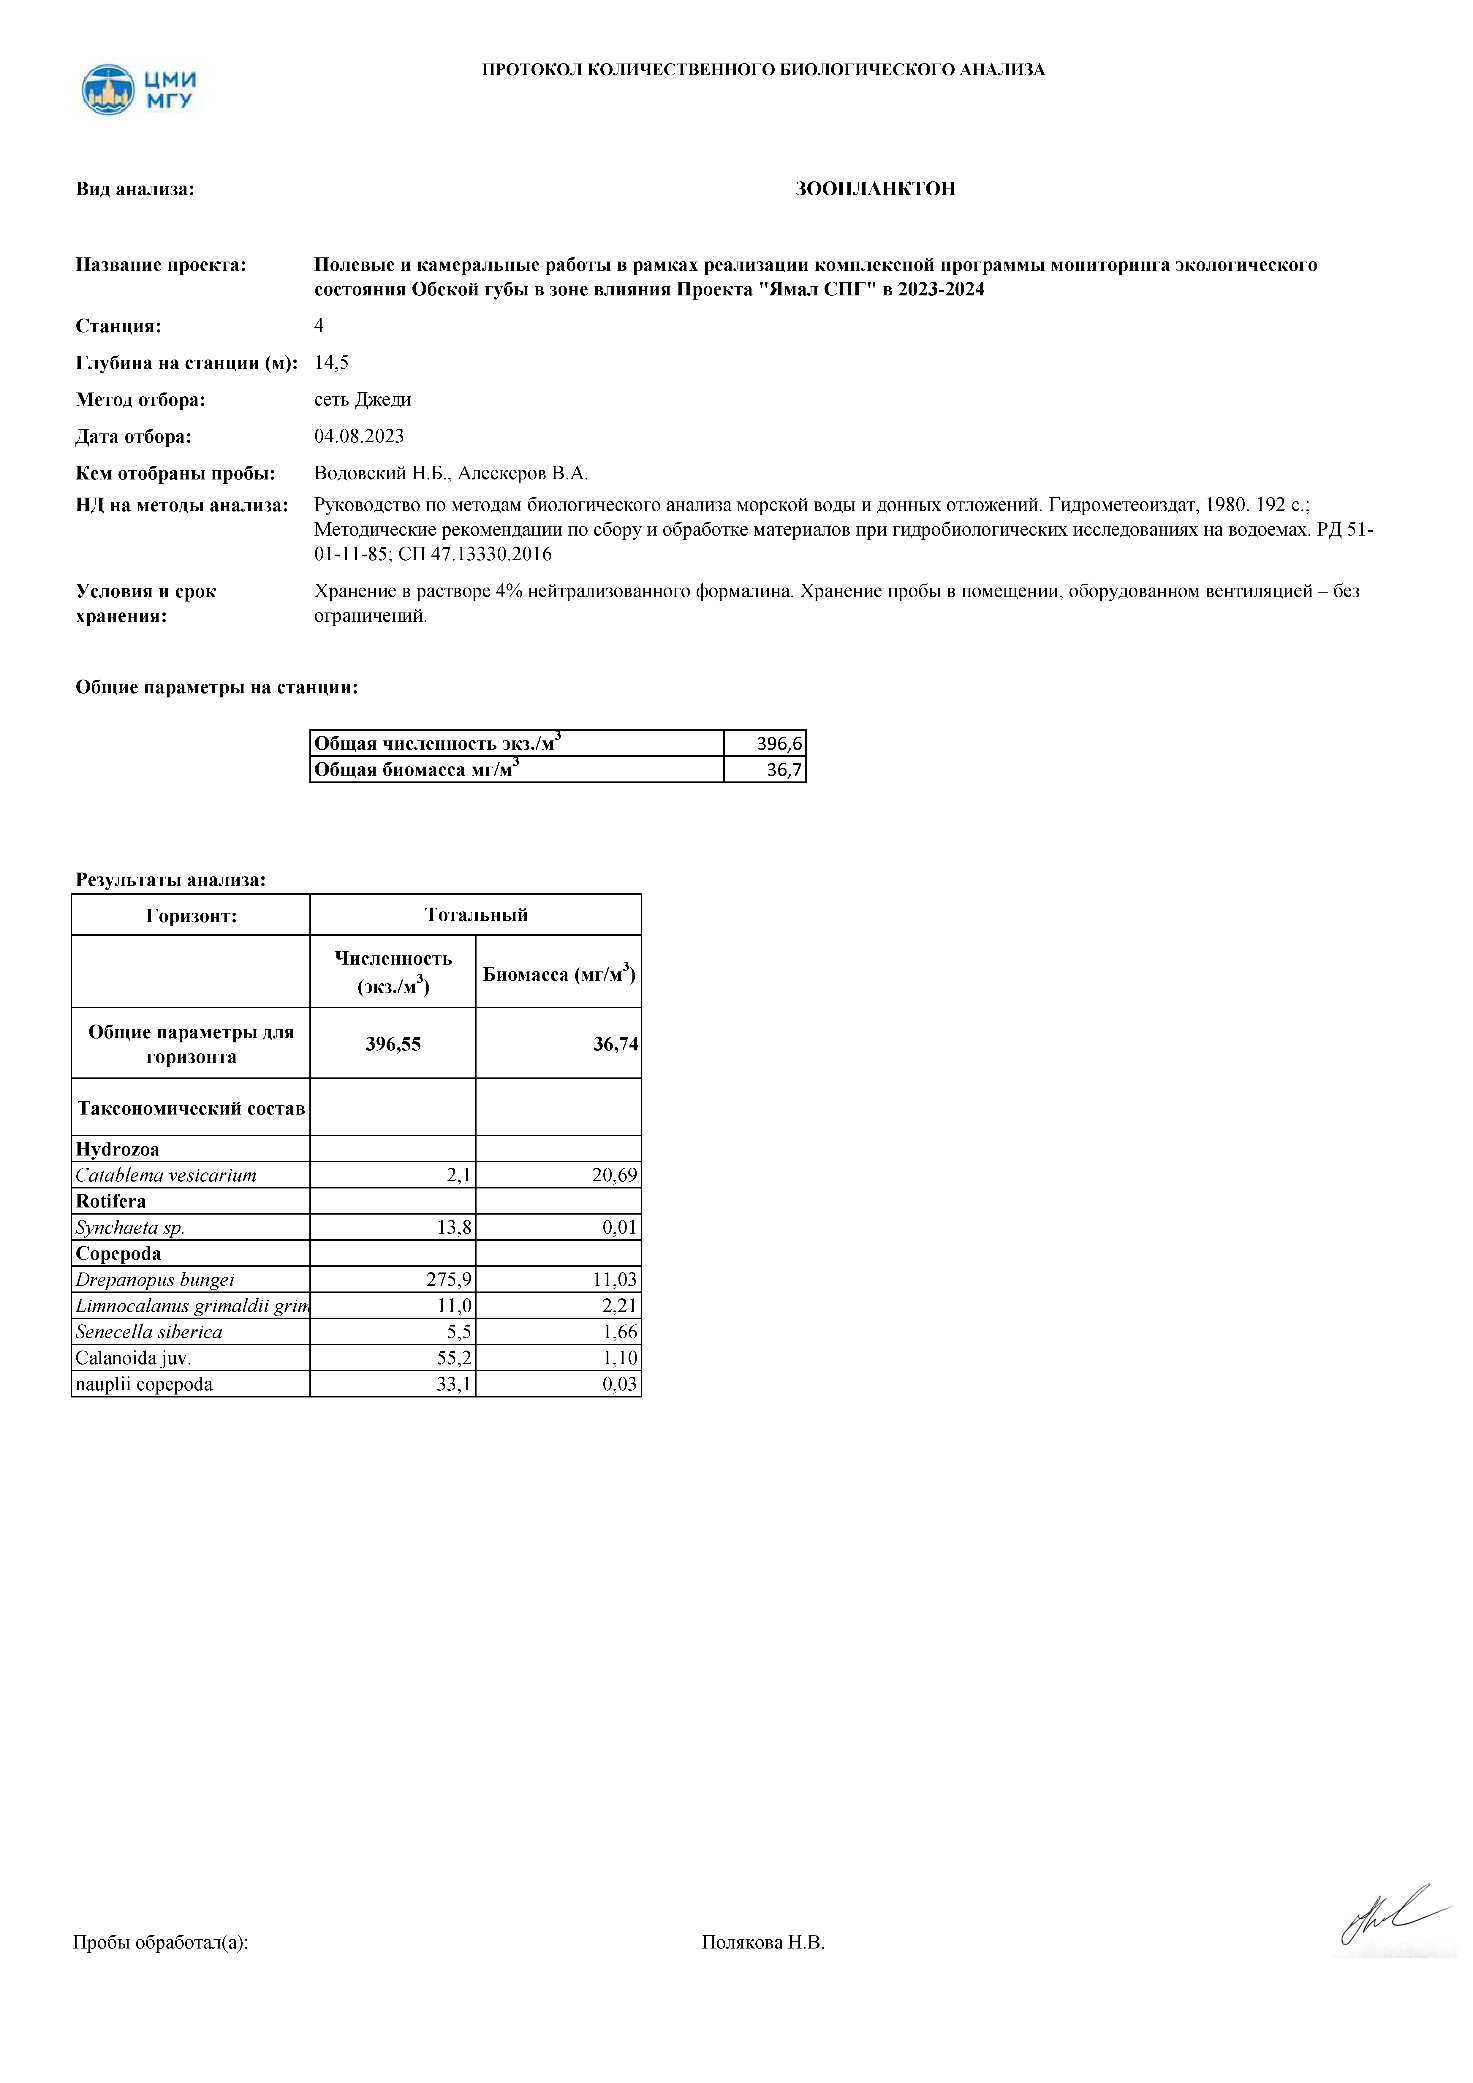 ЦМИ
МГУ
ПРОТОКОЛ КОЛИЧЕСТВЕННОГО БИОЛОГИЧЕСКОГО АНАЛИЗА
Вид анализа: ЗООПЛАНКТОН
Название проекта: Полевые и камеральные работы в рамках реализации комплексной программы мониторинга экологического
состояния Обской губы в зоне влияния Проекта "Ямал СПГ" в 2023-2024
Станция: 4
Глубина на станции (м): 14,5
Метод отбора: сеть Джеди
Дата отбора: 04.08.2023
Кем отобраны пробы: Водовский Н.Б., Алескеров В.А.
НД на методы анализа: Руководство по методам биологического анализа морской воды и донных отложений. Гидрометеоиздат, 1980. 192 с.;
Методические рекомендации по сбору и обработке материалов при гидробиологических исследованиях на водоемах. РД 51-
01-11-85; СП 47.13330.2016
Условия и срок Хранение в растворе 4% нейтрализованного формалина. Хранение пробы в помещении, оборудованном вентиляцией – без
хранения: ограничений.
Общие параметры на станции:
Общая численность экз./м³ 396,6
Общая биомасса мг/м³ 36,7
Результаты анализа:
Горизонт: Тотальный
Численность
(экз./м³) Биомасса (мг/м³)
Общие параметры для
горизонта 396,55 36,74
Таксономический состав
Hydrozoa
Catablema vesicarium 2,1 20,69
Rotifera
Synchaeta sp. 13,8 0,01
Copepoda
Drepanopus bungei 275,9 11,03
Limnocalanus grimaldii grim 11,0 2,21
Senecella siberica 5,5 1,66
Calanoida juv. 55,2 1,10
nauplii copepoda 33,1 0,03
Пробы обработал(а): Полякова Н.В.